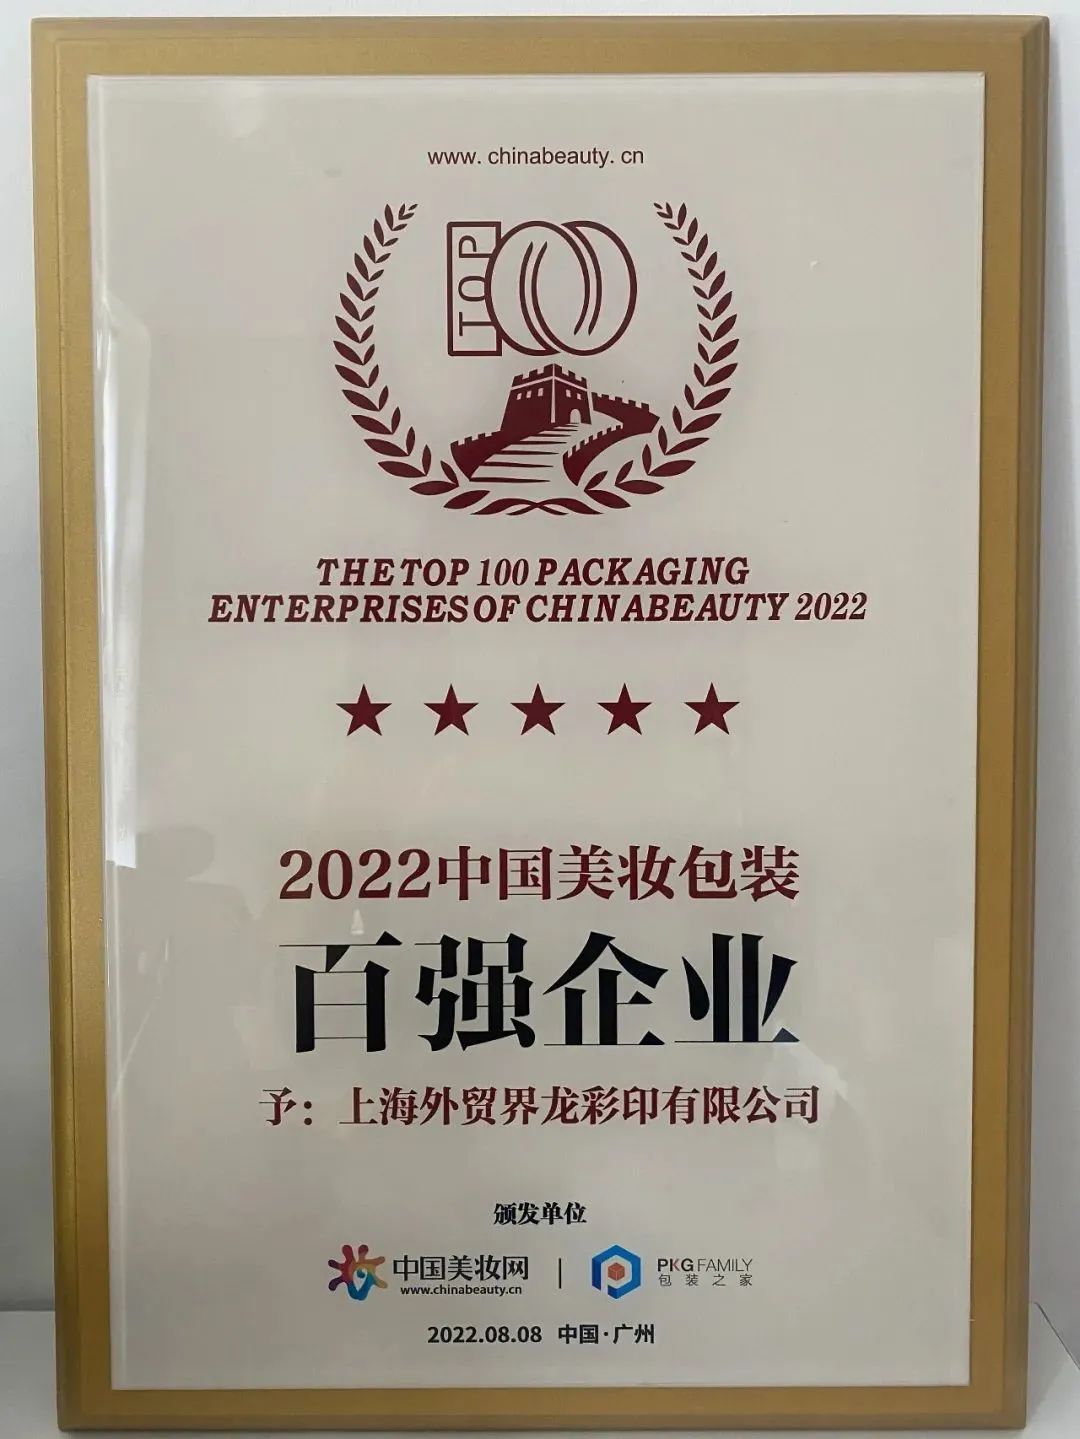 www.chinabeauty.cn
TOP
100
THE TOP 100 PACKAGING
ENTERPRISES OF CHINABEAUTY 2022
2022中国美妆包装
百强企业
予：上海外贸界龙彩印有限公司
颁发单位
中国美妆网
www.chinabeauty.cn
PKG FAMILY
包装之家
2022.08.08 中国·广州